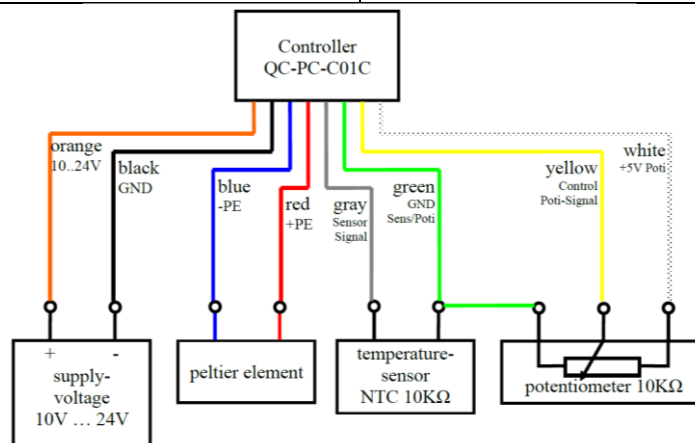 Controller
QC-PC-C01C
orange
10..24V
black
GND
blue
-PE
red
+PE
gray
Sensor
Signal
green
GND
Sens/Poti
yellow
Control
Poti-Signal
white
+5V Poti
+ -
supply-
voltage
10V … 24V
peltier element
temperature-
sensor
NTC 10KΩ
potentiometer 10KΩ